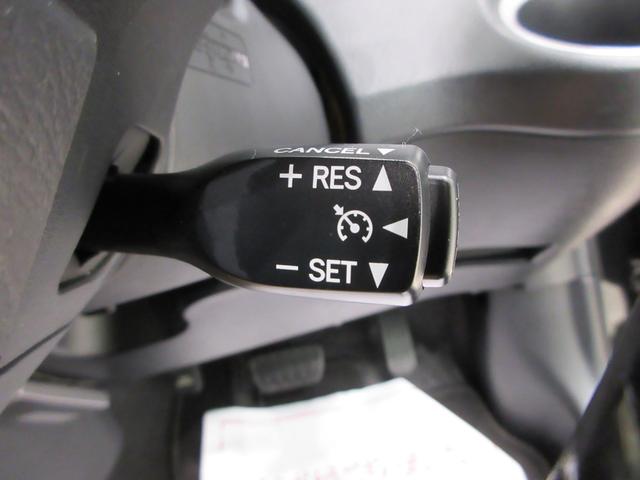 CANCEL ▼
+ RES ▲
◀
− SET ▼